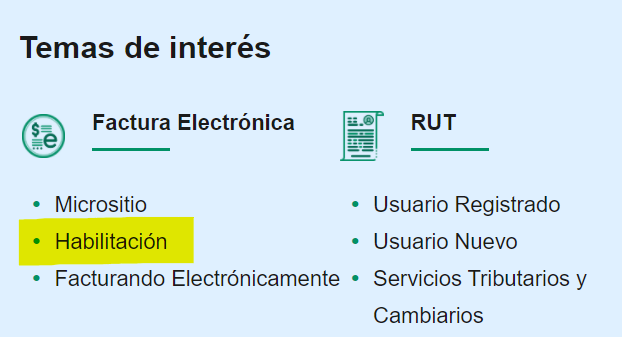 Temas de interés
Factura Electrónica
Micrositio
Habilitación
Facturando Electrónicamente
RUT
Usuario Registrado
Usuario Nuevo
Servicios Tributarios y
Cambiarios